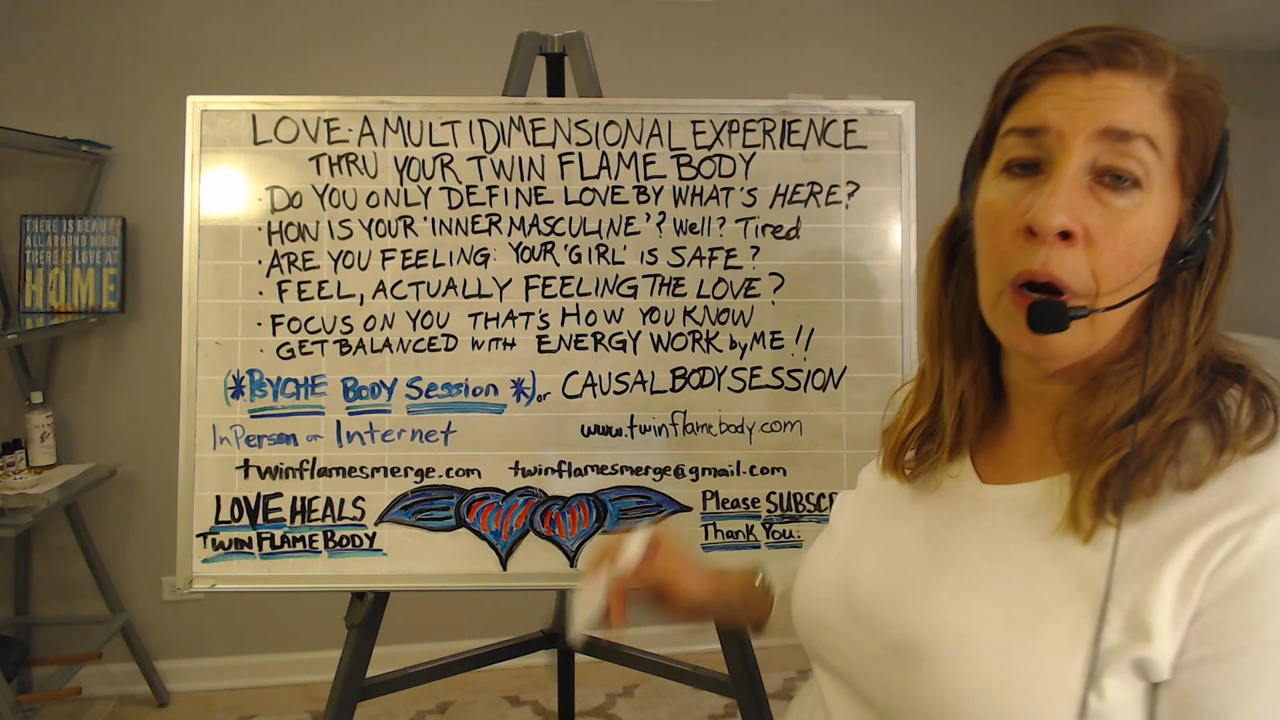 LOVE·A MULTIDIMENSIONAL EXPERIENCE
THRU YOUR TWIN FLAME BODY
· DO YOU ONLY DEFINE LOVE BY WHAT'S HERE?
· HOW IS YOUR 'INNER MASCULINE'? Well? Tired
· ARE YOU FEELING: YOUR 'GIRL' IS SAFE?
· FEEL, ACTUALLY FEELING THE LOVE?
· FOCUS ON YOU THAT'S HOW YOU KNOW
· GET BALANCED WITH ENERGY WORK by ME!!
(*PSYCHE BODY Session*) or CAUSAL BODY SESSION
InPerson or Internet www.twinflamebody.com
twinflamesmerge.com twinflamesmerge@gmail.com
LOVE HEALS
TWIN FLAME BODY
Please SUBSC
Thank You:
THERE IS BEAUTY
ALL AROUND WHEN
THERE IS LOVE AT
HOME